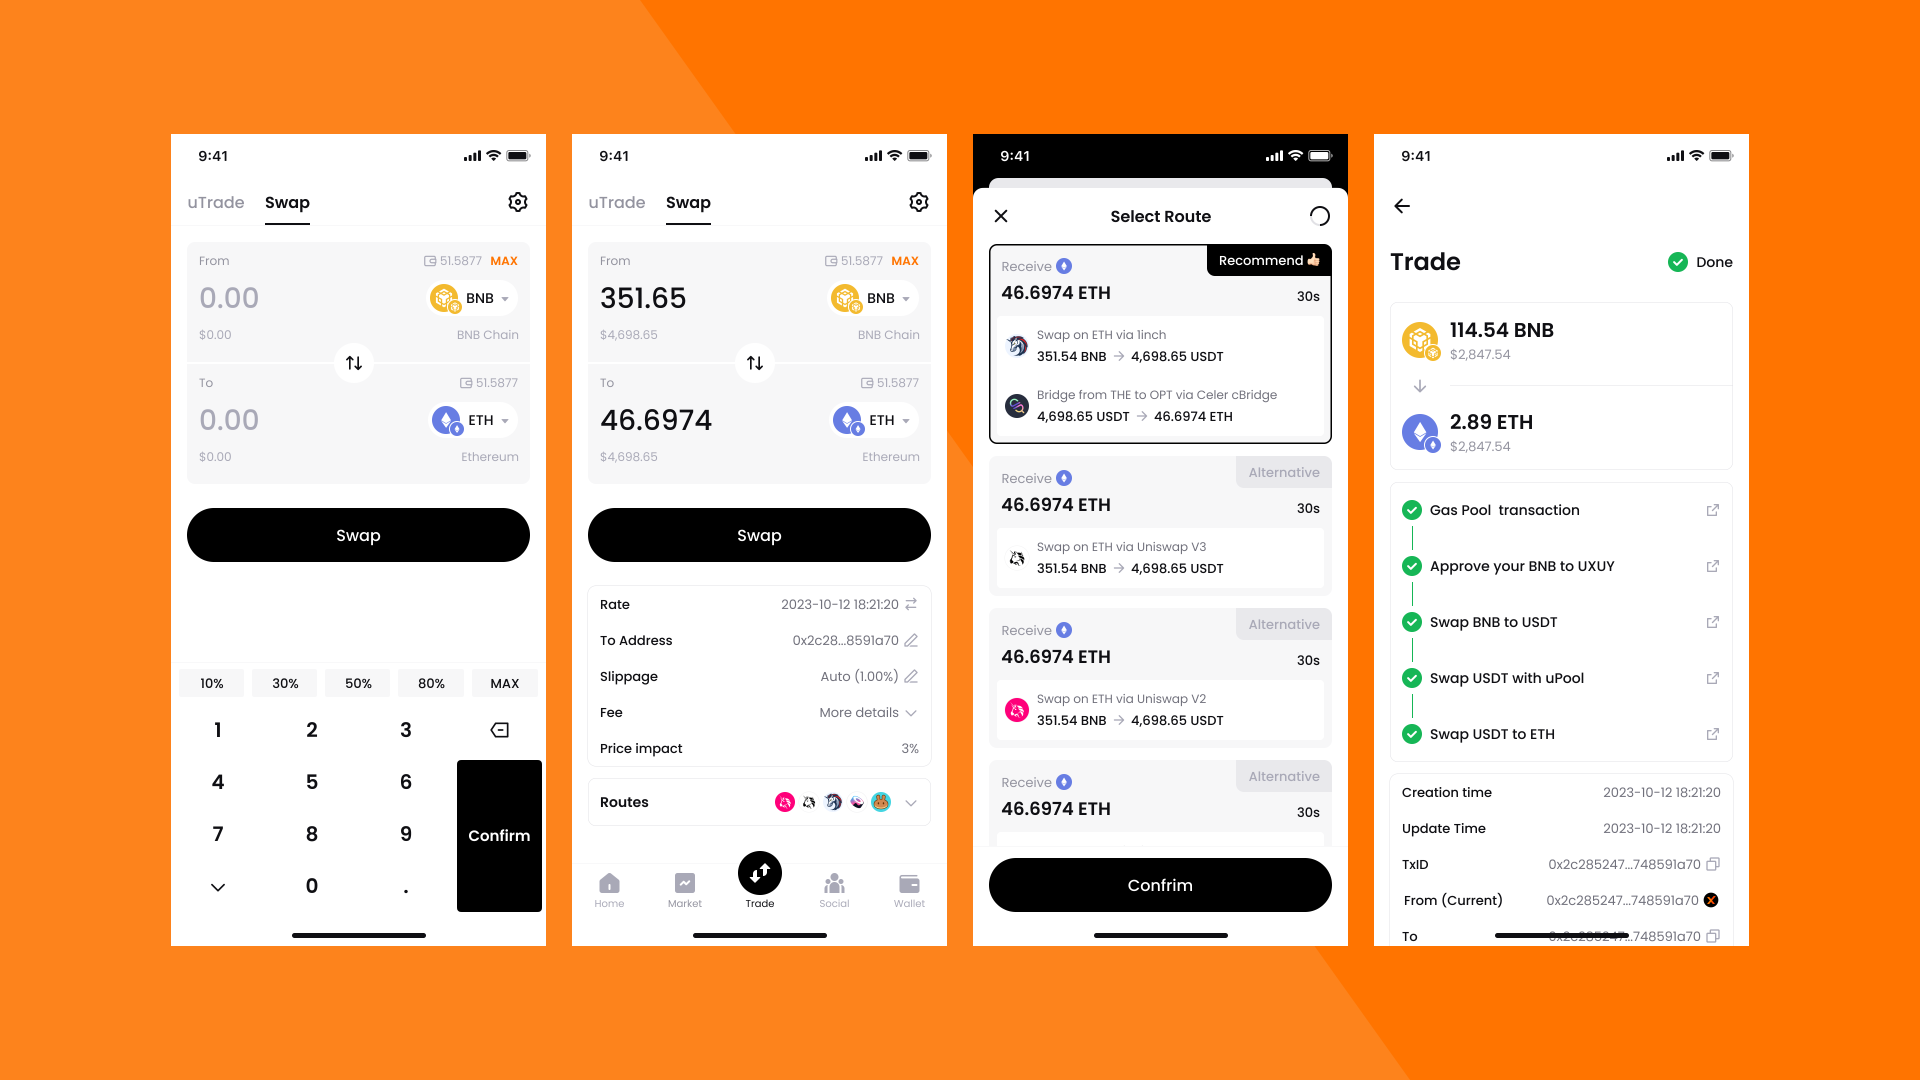 9:41
uTrade Swap
From 51.5877 MAX
0.00 BNB
$0.00 BNB Chain
To 51.5877
0.00 ETH
$0.00 Ethereum
Swap
10% 30% 50% 80% MAX
1 2 3
4 5 6
7 8 9 Confirm
0 .
9:41
uTrade Swap
From 51.5877 MAX
351.65 BNB
$4,698.65 BNB Chain
To 51.5877
46.6974 ETH
$4,698.65 Ethereum
Swap
Rate 2023-10-12 18:21:20
To Address 0x2c28...8591a70
Slippage Auto (1.00%)
Fee More details
Price impact 3%
Routes
Home Market Trade Social Wallet
9:41
Select Route
Receive Recommend 👍🏻
46.6974 ETH 30s
Swap on ETH via 1inch
351.54 BNB → 4,698.65 USDT
Bridge from THE to OPT via Celer cBridge
4,698.65 USDT → 46.6974 ETH
Receive Alternative
46.6974 ETH 30s
Swap on ETH via Uniswap V3
351.54 BNB → 4,698.65 USDT
Receive Alternative
46.6974 ETH 30s
Swap on ETH via Uniswap V2
351.54 BNB → 4,698.65 USDT
Receive Alternative
46.6974 ETH 30s
Confrim
9:41
Trade Done
114.54 BNB
$2,847.54
2.89 ETH
$2,847.54
Gas Pool transaction
Approve your BNB to UXUY
Swap BNB to USDT
Swap USDT with uPool
Swap USDT to ETH
Creation time 2023-10-12 18:21:20
Update Time 2023-10-12 18:21:20
TxID 0x2c285247...748591a70
From (Current) 0x2c285247...748591a70
To 0x2c285247...748591a70